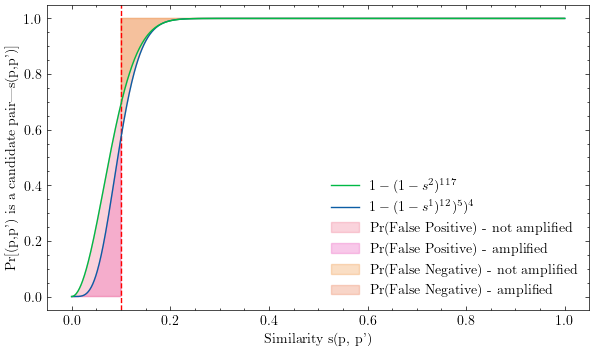 1.0
0.8
0.6
0.4
0.2
0.0
Pr[(p,p') is a candidate pair—s(p,p')]
1 − (1 − s²)¹¹⁷
1 − (1 − s¹)¹²)⁵)⁴
Pr(False Positive) - not amplified
Pr(False Positive) - amplified
Pr(False Negative) - not amplified
Pr(False Negative) - amplified
0.0 0.2 0.4 0.6 0.8 1.0
Similarity s(p, p')